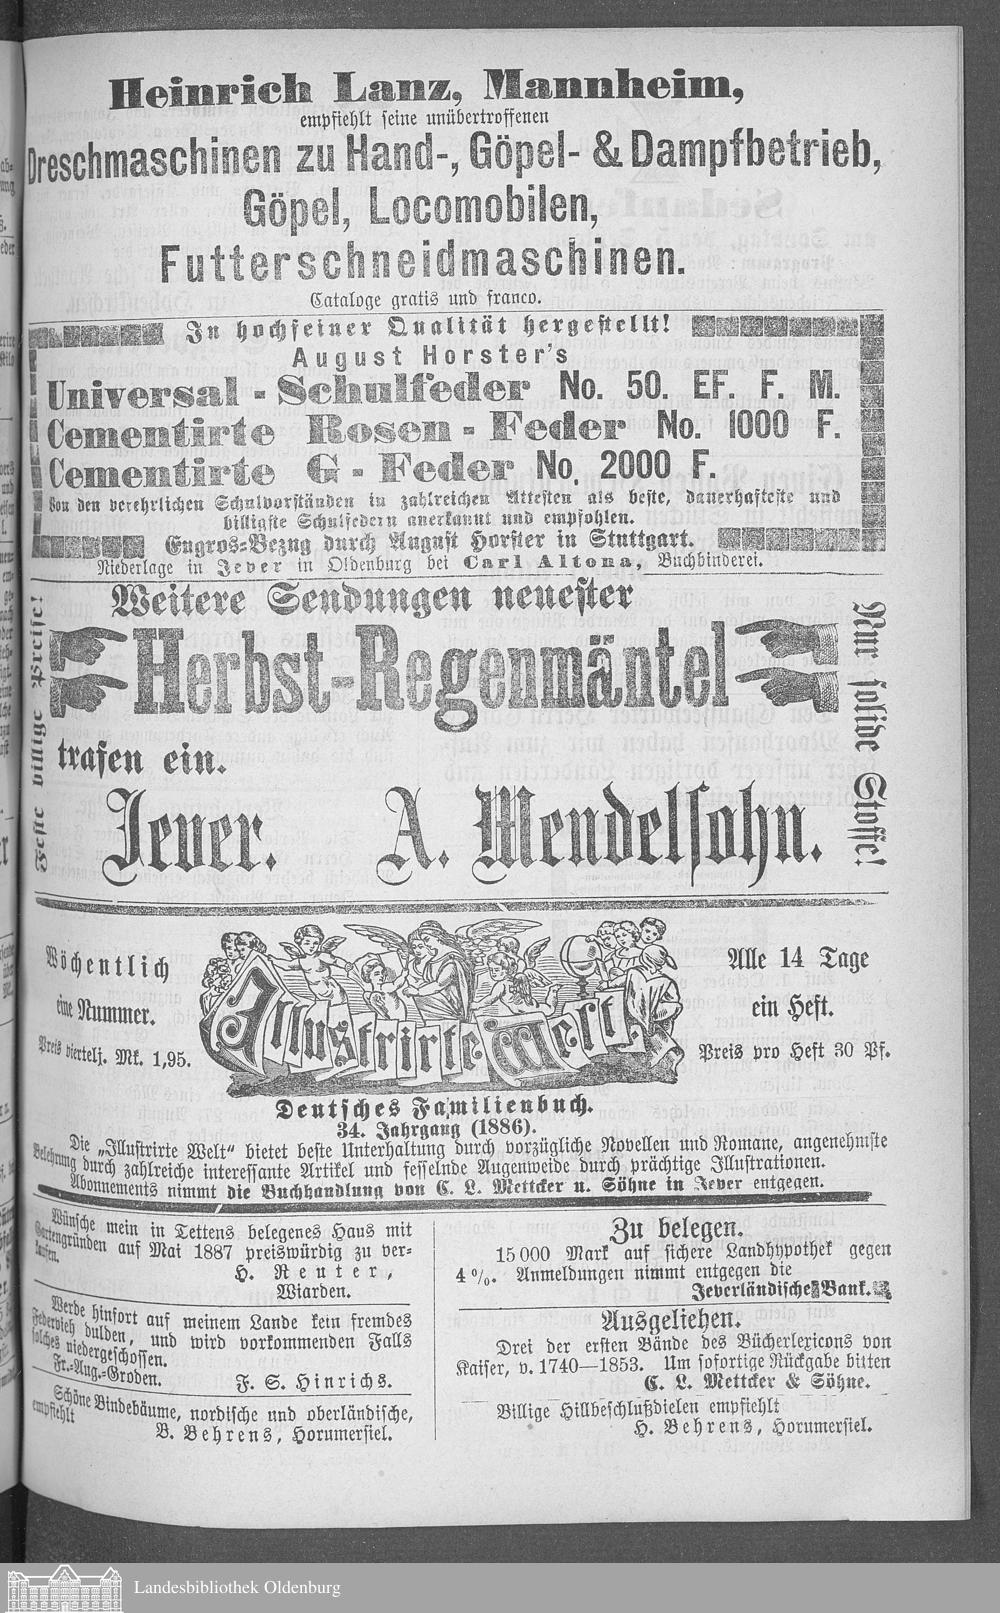 Heinrich Lanz, Mannheim,
empfiehlt seine unübertroffenen
Dreschmaschinen zu Hand-, Göpel- & Dampfbetrieb,
Göpel, Locomobilen,
Futterschneidmaschinen.
Cataloge gratis und franco.
In hochfeiner Qualität hergestellt!
August Horster's
Universal - Schulfeder No. 50. EF. F. M.
Cementirte Rosen - Feder No. 1000 F.
Cementirte G - Feder No. 2000 F.
Von den verehrlichen Schulvorständen in zahlreichen Attesten als beste, dauerhafteste und
billigste Schulfedern anerkannt und empfohlen.
Engros-Bezug durch August Horster in Stuttgart.
Niederlage in Jever in Oldenburg bei Carl Altona, Buchbinderei.
Feste billige Preise!
Weitere Sendungen neuester
Herbst-Regenmäntel
trafen ein.
Jever. A. Mendelsohn.
Nur solide Stoffe!
Wöchentlich
eine Nummer.
Preis viertelj. Mk. 1,95.
Illustrirte Welt.
Alle 14 Tage
ein Heft.
Preis pro Heft 30 Pf.
Deutsches Familienbuch.
34. Jahrgang (1886).
Die „Illustrirte Welt" bietet beste Unterhaltung durch vorzügliche Novellen und Romane, angenehmste
Belehrung durch zahlreiche interessante Artikel und fesselnde Augenweide durch prächtige Illustrationen.
Abonnements nimmt die Buchhandlung von C. L. Mettcker u. Söhne in Jever entgegen.
Wünsche mein in Tettens belegenes Haus mit
Gartengründen auf Mai 1887 preiswürdig zu ver-
kaufen.
H. Reuter,
Wiarden.
Werde hinfort auf meinem Lande kein fremdes
Federvieh dulden, und wird vorkommenden Falls
solches niedergeschossen.
Fr.-Aug.-Groden. F. S. Hinrichs.
Schöne Bindebäume, nordische und oberländische,
empfiehlt
B. Behrens, Horumersiel.
Zu belegen.
15 000 Mark auf sichere Landhypothek gegen
4 %. Anmeldungen nimmt entgegen die
Jeverländische Bank.
Ausgeliehen.
Drei der ersten Bände des Bücherlexicons von
Kaiser, v. 1740—1853. Um sofortige Rückgabe bitten
C. L. Mettcker & Söhne.
Billige Hillbeschlußdielen empfiehlt
H. Behrens, Horumersiel.
Landesbibliothek Oldenburg